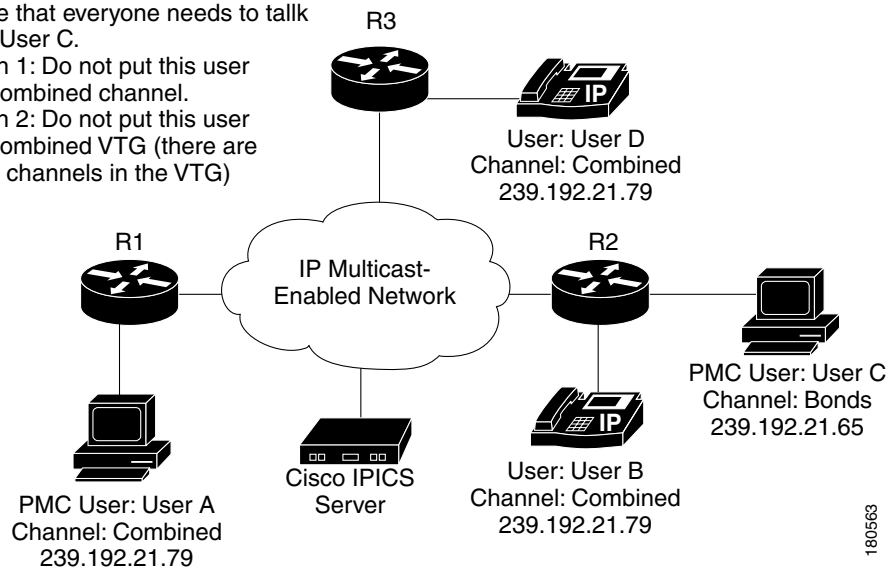 e that everyone needs to tallk
User C.
n 1: Do not put this user
ombined channel.
n 2: Do not put this user
ombined VTG (there are
channels in the VTG)
R3
IP
User: User D
Channel: Combined
239.192.21.79
R1
IP Multicast-
Enabled Network
R2
PMC User: User C
Channel: Bonds
239.192.21.65
IP
User: User B
Channel: Combined
239.192.21.79
Cisco IPICS
Server
PMC User: User A
Channel: Combined
239.192.21.79
180563